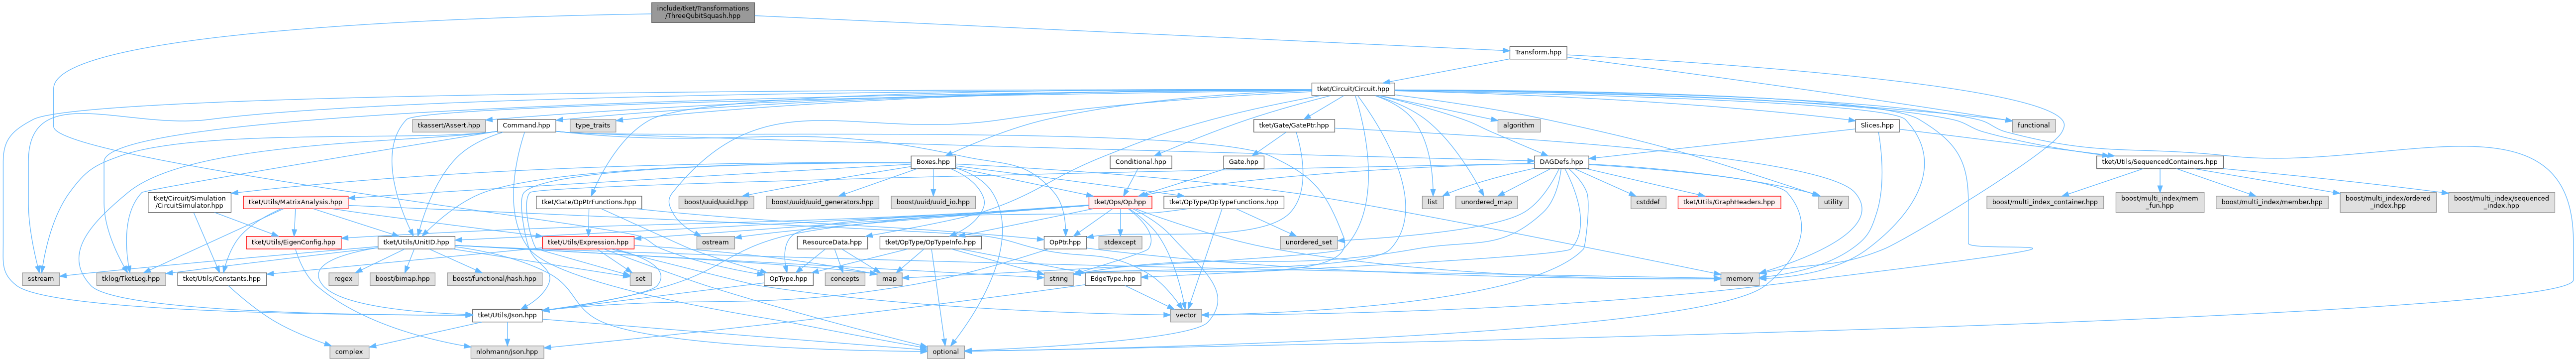 include/tket/Transformations
/ThreeQubitSquash.hpp
Transform.hpp
tket/Circuit/Circuit.hpp
tkassert/Assert.hpp
Command.hpp
type_traits
tket/Gate/GatePtr.hpp
algorithm
Slices.hpp
functional
Boxes.hpp
Conditional.hpp
Gate.hpp
DAGDefs.hpp
tket/Utils/SequencedContainers.hpp
tket/Circuit/Simulation
/CircuitSimulator.hpp
tket/Utils/MatrixAnalysis.hpp
tket/Gate/OpPtrFunctions.hpp
boost/uuid/uuid.hpp
boost/uuid/uuid_generators.hpp
boost/uuid/uuid_io.hpp
tket/Ops/Op.hpp
tket/OpType/OpTypeFunctions.hpp
list
unordered_map
cstddef
tket/Utils/GraphHeaders.hpp
utility
boost/multi_index_container.hpp
boost/multi_index/mem
_fun.hpp
boost/multi_index/member.hpp
boost/multi_index/ordered
_index.hpp
boost/multi_index/sequenced
_index.hpp
tket/Utils/EigenConfig.hpp
tket/Utils/UnitID.hpp
tket/Utils/Expression.hpp
ostream
ResourceData.hpp
tket/OpType/OpTypeInfo.hpp
OpPtr.hpp
stdexcept
unordered_set
sstream
tklog/TketLog.hpp
tket/Utils/Constants.hpp
regex
boost/bimap.hpp
boost/functional/hash.hpp
set
OpType.hpp
concepts
map
string
EdgeType.hpp
memory
tket/Utils/Json.hpp
vector
complex
nlohmann/json.hpp
optional